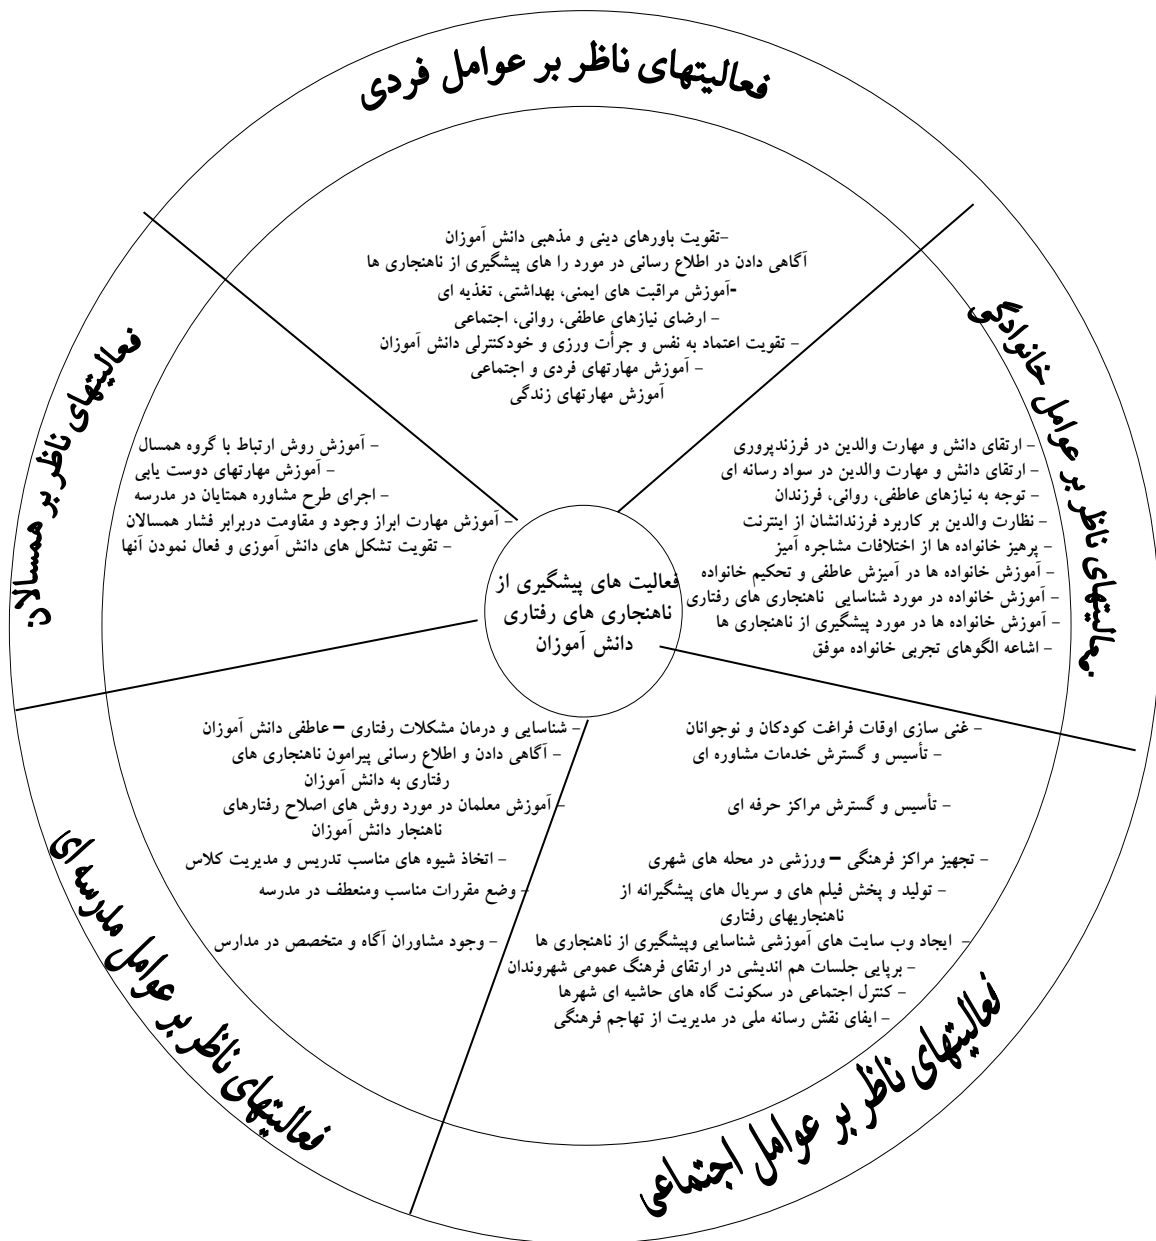 فعالیتهای ناظر بر عوامل فردی
-تقویت باورهای دینی و مذهبی دانش آموزان
آگاهی دادن در اطلاع رسانی در مورد را های پیشگیری از ناهنجاری ها
-آموزش مراقبت های ایمنی، بهداشتی، تغذیه ای
- ارضای نیازهای عاطفی، روانی، اجتماعی
- تقویت اعتماد به نفس و جرأت ورزی و خودکنترلی دانش آموزان
- آموزش مهارتهای فردی و اجتماعی
آموزش مهارتهای زندگی
فعالیتهای ناظر بر عوامل خانوادگی
- ارتقای دانش و مهارت والدین در فرزندپروری
- ارتقای دانش و مهارت والدین در سواد رسانه ای
- توجه به نیازهای عاطفی، روانی، فرزندان
- نظارت والدین بر کاربرد فرزندانشان از اینترنت
- پرهیز خانواده ها از اختلافات مشاجره آمیز
- آموزش خانواده ها در آمیزش عاطفی و تحکیم خانواده
- آموزش خانواده در مورد شناسایی ناهنجاری های رفتاری
- آموزش خانواده ها در مورد پیشگیری از ناهنجاری ها
- اشاعه الگوهای تجربی خانواده موفق
فعالیتهای ناظر بر همسالان
- آموزش روش ارتباط با گروه همسال
- آموزش مهارتهای دوست یابی
- اجرای طرح مشاوره همتایان در مدرسه
- آموزش مهارت ابراز وجود و مقاومت دربرابر فشار همسالان
- تقویت تشکل های دانش آموزی و فعال نمودن آنها
فعالیت های پیشگیری از
ناهنجاری های رفتاری
دانش آموزان
- غنی سازی اوقات فراغت کودکان و نوجوانان
- تأسیس و گسترش خدمات مشاوره ای
- تأسیس و گسترش مراکز حرفه ای
- تجهیز مراکز فرهنگی – ورزشی در محله های شهری
- تولید و پخش فیلم های و سریال های پیشگیرانه از
ناهنجاریهای رفتاری
- ایجاد وب سایت های آموزشی شناسایی وپیشگیری از ناهنجاری ها
- برپایی جلسات هم اندیشی در ارتقای فرهنگ عمومی شهروندان
- کنترل اجتماعی در سکونت گاه های حاشیه ای شهرها
- ایفای نقش رسانه ملی در مدیریت از تهاجم فرهنگی
فعالیتهای ناظر بر عوامل اجتماعی
- شناسایی و درمان مشکلات رفتاری – عاطفی دانش آموزان
- آگاهی دادن و اطلاع رسانی پیرامون ناهنجاری های
رفتاری به دانش آموزان
- آموزش معلمان در مورد روش های اصلاح رفتارهای
ناهنجار دانش آموزان
- اتخاذ شیوه های مناسب تدریس و مدیریت کلاس
- وضع مقررات مناسب ومنعطف در مدرسه
- وجود مشاوران آگاه و متخصص در مدارس
فعالیتهای ناظر بر عوامل مدرسه ای